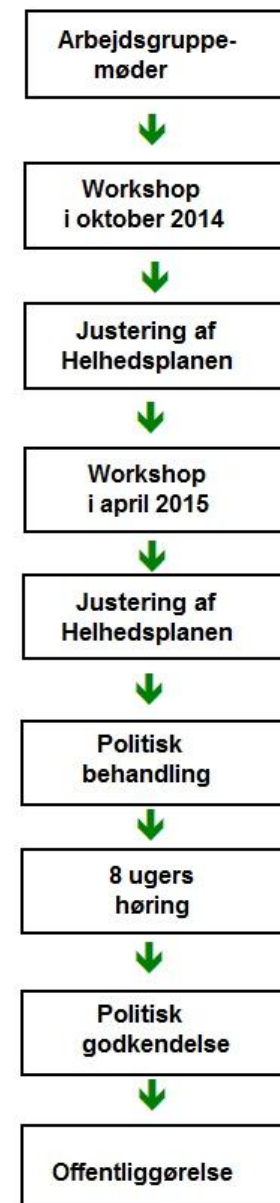 Arbejdsgruppe-
møder
Workshop
i oktober 2014
Justering af
Helhedsplanen
Workshop
i april 2015
Justering af
Helhedsplanen
Politisk
behandling
8 ugers
høring
Politisk
godkendelse
Offentliggørelse